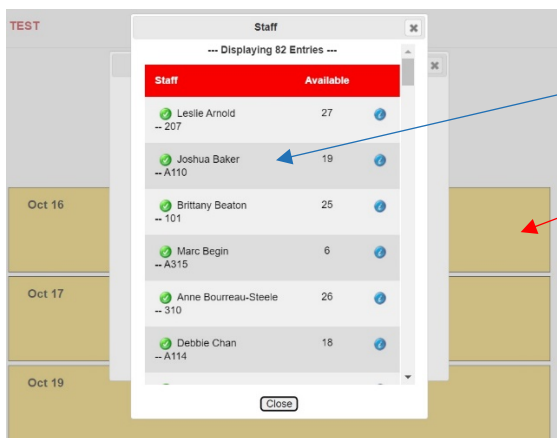 TEST
Staff
--- Displaying 82 Entries ---
Staff Available
Leslie Arnold 27
-- 207
Joshua Baker 19
-- A110
Brittany Beaton 25
-- 101
Marc Begin 6
-- A315
Anne Bourreau-Steele 26
-- 310
Debbie Chan 18
-- A114
Close
Oct 16
Oct 17
Oct 19